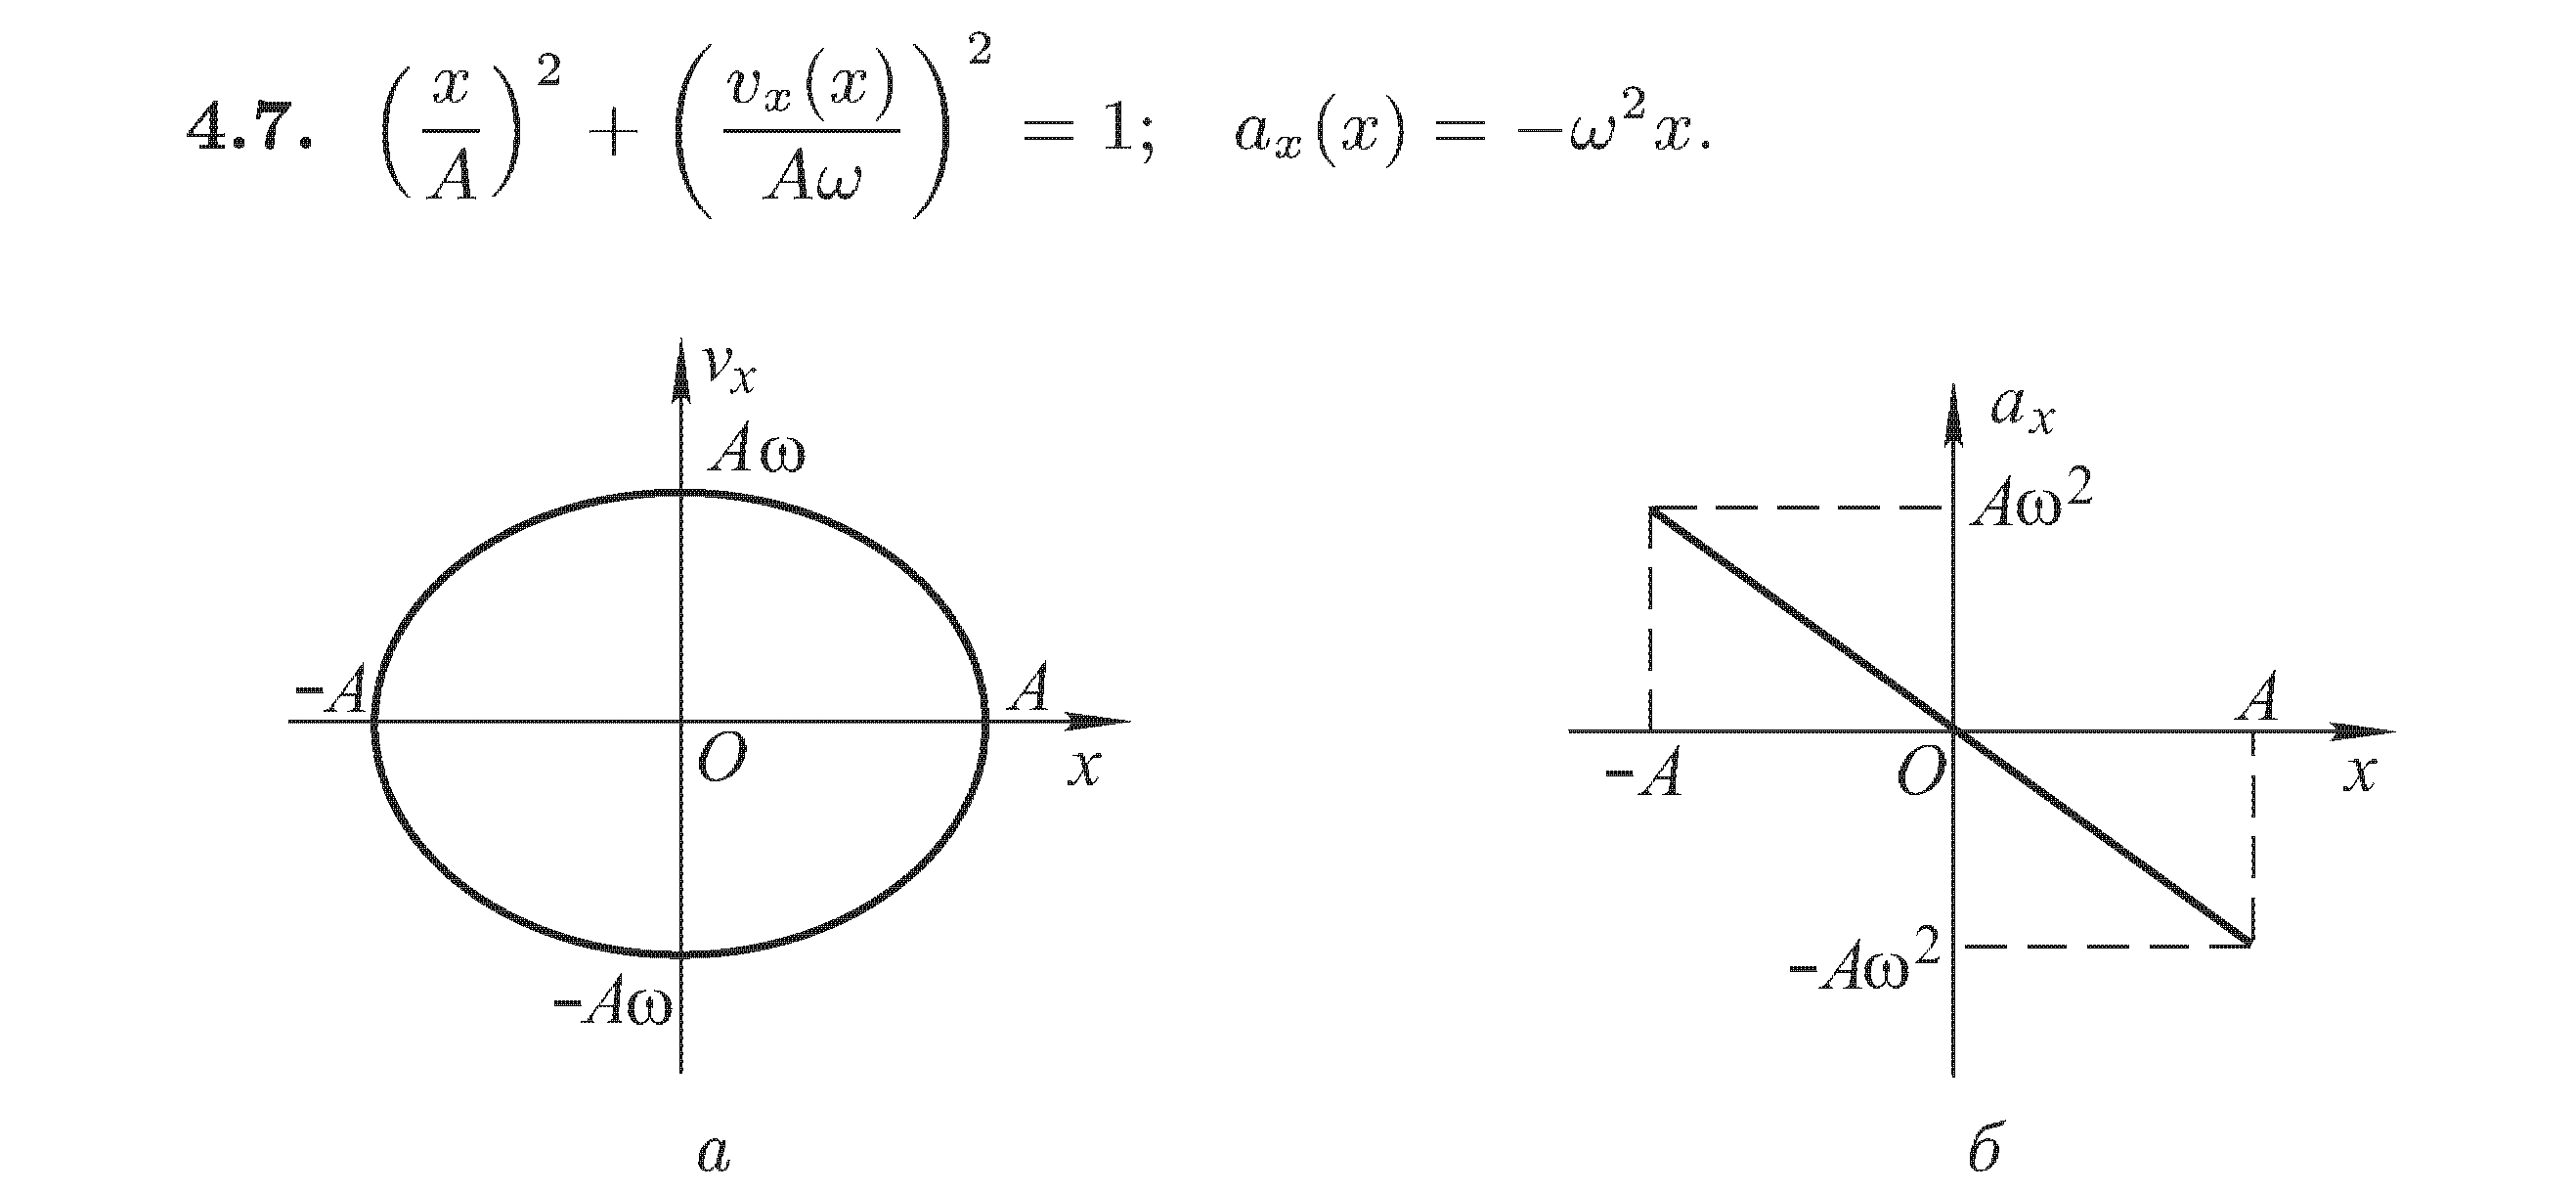 4.7. (x/A)² + (vₓ(x)/Aω)² = 1; aₓ(x) = −ω²x.
vₓ
Aω
aₓ
Aω²
-A
A
A
O
x
-A
O
x
-Aω
-Aω²
а
б